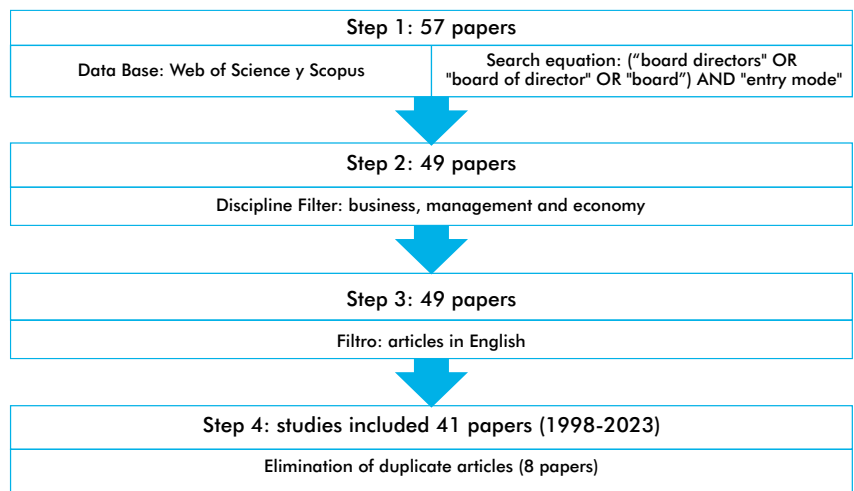 Step 1: 57 papers
Data Base: Web of Science y Scopus
Search equation: (“board directors" OR
"board of director" OR "board”) AND "entry mode"
Step 2: 49 papers
Discipline Filter: business, management and economy
Step 3: 49 papers
Filtro: articles in English
Step 4: studies included 41 papers (1998-2023)
Elimination of duplicate articles (8 papers)